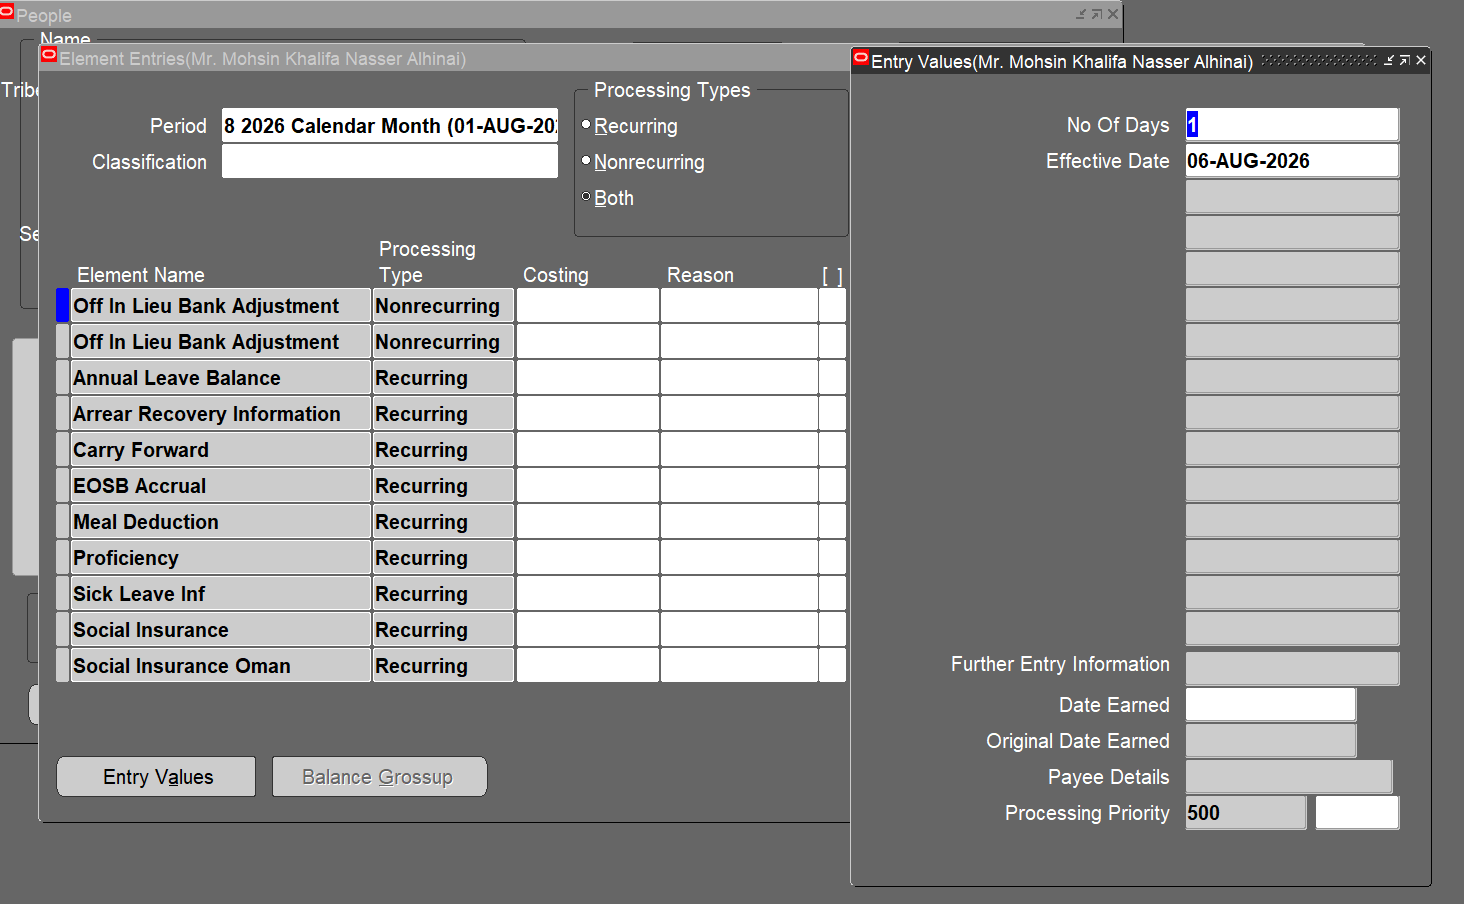 People
Name
Tribe
Se
Element Entries(Mr. Mohsin Khalifa Nasser Alhinai)
Period 8 2026 Calendar Month (01-AUG-202
Classification
Processing Types
Recurring
Nonrecurring
Both
Element Name Processing Type Costing Reason [ ]
Off In Lieu Bank Adjustment Nonrecurring
Off In Lieu Bank Adjustment Nonrecurring
Annual Leave Balance Recurring
Arrear Recovery Information Recurring
Carry Forward Recurring
EOSB Accrual Recurring
Meal Deduction Recurring
Proficiency Recurring
Sick Leave Inf Recurring
Social Insurance Recurring
Social Insurance Oman Recurring
Entry Values Balance Grossup
Entry Values(Mr. Mohsin Khalifa Nasser Alhinai)
No Of Days 1
Effective Date 06-AUG-2026
Further Entry Information
Date Earned
Original Date Earned
Payee Details
Processing Priority 500